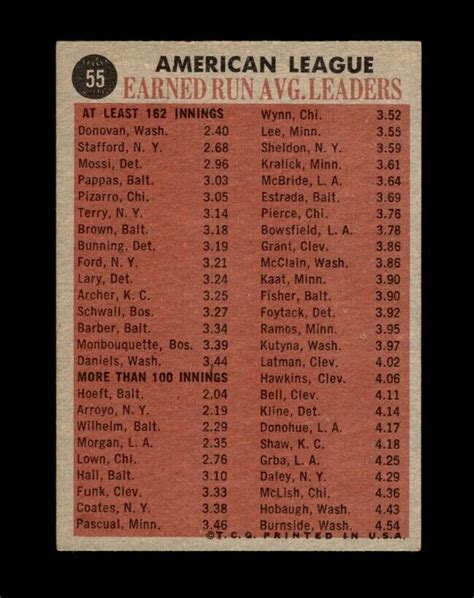 55
AMERICAN LEAGUE
EARNED RUN AVG. LEADERS
AT LEAST 162 INNINGS
Donovan, Wash. 2.40
Stafford, N. Y. 2.68
Mossi, Det. 2.96
Pappas, Balt. 3.03
Pizarro, Chi. 3.05
Terry, N. Y. 3.14
Brown, Balt. 3.18
Bunning, Det. 3.19
Ford, N. Y. 3.21
Lary, Det. 3.24
Archer, K. C. 3.25
Schwall, Bos. 3.27
Barber, Balt. 3.34
Monbouquette, Bos. 3.39
Daniels, Wash. 3.44
MORE THAN 100 INNINGS
Hoeft, Balt. 2.04
Arroyo, N. Y. 2.19
Wilhelm, Balt. 2.29
Morgan, L. A. 2.35
Lown, Chi. 2.76
Hall, Balt. 3.10
Funk, Clev. 3.33
Coates, N. Y. 3.38
Pascual, Minn. 3.46
Wynn, Chi. 3.52
Lee, Minn. 3.55
Sheldon, N. Y. 3.59
Kralick, Minn. 3.61
McBride, L. A. 3.64
Estrada, Balt. 3.69
Pierce, Chi. 3.76
Bowsfield, L. A. 3.78
Grant, Clev. 3.86
McClain, Wash. 3.86
Kaat, Minn. 3.90
Fisher, Balt. 3.90
Foytack, Det. 3.92
Ramos, Minn. 3.95
Kutyna, Wash. 3.97
Latman, Clev. 4.02
Hawkins, Clev. 4.06
Bell, Clev. 4.11
Kline, Det. 4.14
Donohue, L. A. 4.17
Shaw, K. C. 4.18
Grba, L. A. 4.25
Daley, N. Y. 4.29
McLish, Chi. 4.36
Hobaugh, Wash. 4.43
Burnside, Wash. 4.54
©T.C.G. PRINTED IN U.S.A.